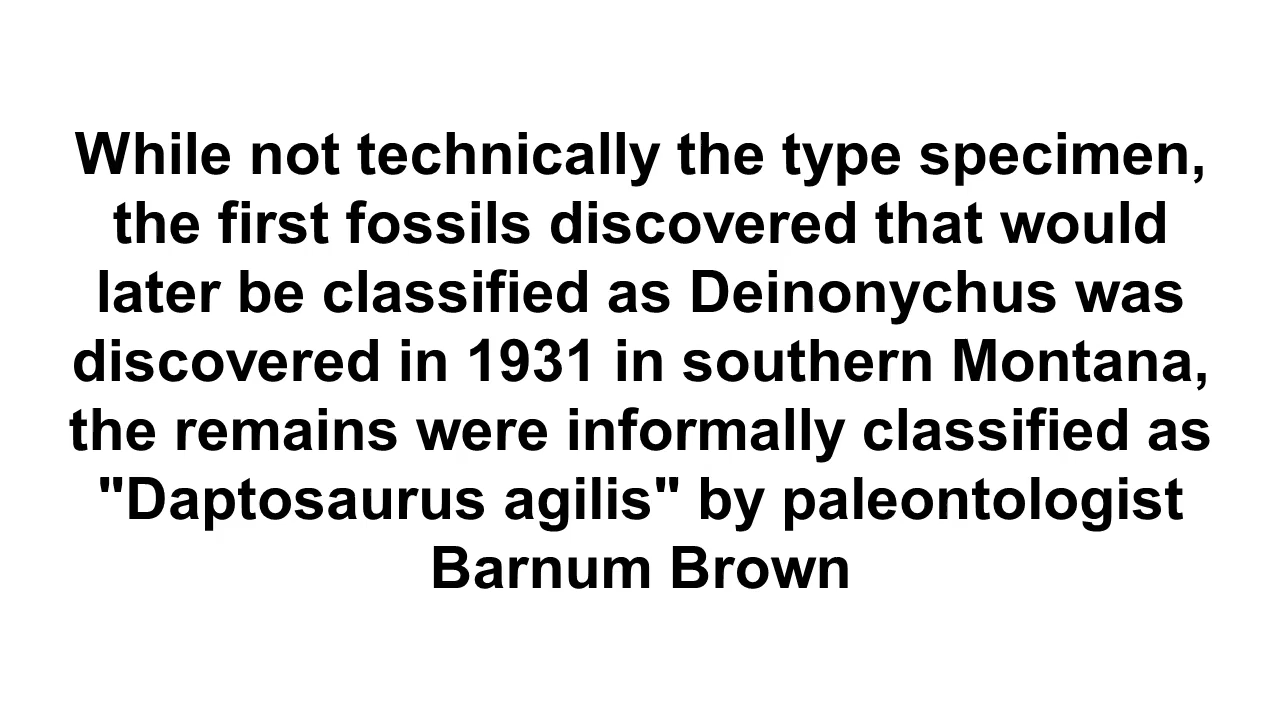 While not technically the type specimen,
the first fossils discovered that would
later be classified as Deinonychus was
discovered in 1931 in southern Montana,
the remains were informally classified as
"Daptosaurus agilis" by paleontologist
Barnum Brown